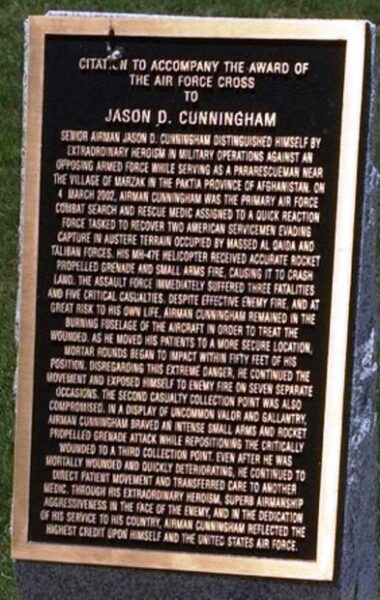 CITATION TO ACCOMPANY THE AWARD OF
THE AIR FORCE CROSS
TO
JASON D. CUNNINGHAM
SENIOR AIRMAN JASON D. CUNNINGHAM DISTINGUISHED HIMSELF BY
EXTRAORDINARY HEROISM IN MILITARY OPERATIONS AGAINST AN
OPPOSING ARMED FORCE WHILE SERVING AS A PARARESCUEMAN NEAR
THE VILLAGE OF MARZAK IN THE PAKTIA PROVINCE OF AFGHANISTAN. ON
4 MARCH 2002, AIRMAN CUNNINGHAM WAS THE PRIMARY AIR FORCE
COMBAT SEARCH AND RESCUE MEDIC ASSIGNED TO A QUICK REACTION
FORCE TASKED TO RECOVER TWO AMERICAN SERVICEMEN EVADING
CAPTURE IN AUSTERE TERRAIN OCCUPIED BY MASSED AL QAIDA AND
TALIBAN FORCES. HIS MH-47E HELICOPTER RECEIVED ACCURATE ROCKET
PROPELLED GRENADE AND SMALL ARMS FIRE, CAUSING IT TO CRASH
LAND. THE ASSAULT FORCE IMMEDIATELY SUFFERED THREE FATALITIES
AND FIVE CRITICAL CASUALTIES. DESPITE EFFECTIVE ENEMY FIRE, AND AT
GREAT RISK TO HIS OWN LIFE, AIRMAN CUNNINGHAM REMAINED IN THE
BURNING FUSELAGE OF THE AIRCRAFT IN ORDER TO TREAT THE
WOUNDED. AS HE MOVED HIS PATIENTS TO A MORE SECURE LOCATION,
MORTAR ROUNDS BEGAN TO IMPACT WITHIN FIFTY FEET OF HIS
POSITION. DISREGARDING THIS EXTREME DANGER, HE CONTINUED THE
MOVEMENT AND EXPOSED HIMSELF TO ENEMY FIRE ON SEVEN SEPARATE
OCCASIONS. THE SECOND CASUALTY COLLECTION POINT WAS ALSO
COMPROMISED. IN A DISPLAY OF UNCOMMON VALOR AND GALLANTRY,
AIRMAN CUNNINGHAM BRAVED AN INTENSE SMALL ARMS AND ROCKET
PROPELLED GRENADE ATTACK WHILE REPOSITIONING THE CRITICALLY
WOUNDED TO A THIRD COLLECTION POINT. EVEN AFTER HE WAS
MORTALLY WOUNDED AND QUICKLY DETERIORATING, HE CONTINUED TO
DIRECT PATIENT MOVEMENT AND TRANSFERRED CARE TO ANOTHER
MEDIC. THROUGH HIS EXTRAORDINARY HEROISM, SUPERB AIRMANSHIP
AGGRESSIVENESS IN THE FACE OF THE ENEMY, AND IN THE DEDICATION
OF HIS SERVICE TO HIS COUNTRY, AIRMAN CUNNINGHAM REFLECTED THE
HIGHEST CREDIT UPON HIMSELF AND THE UNITED STATES AIR FORCE.